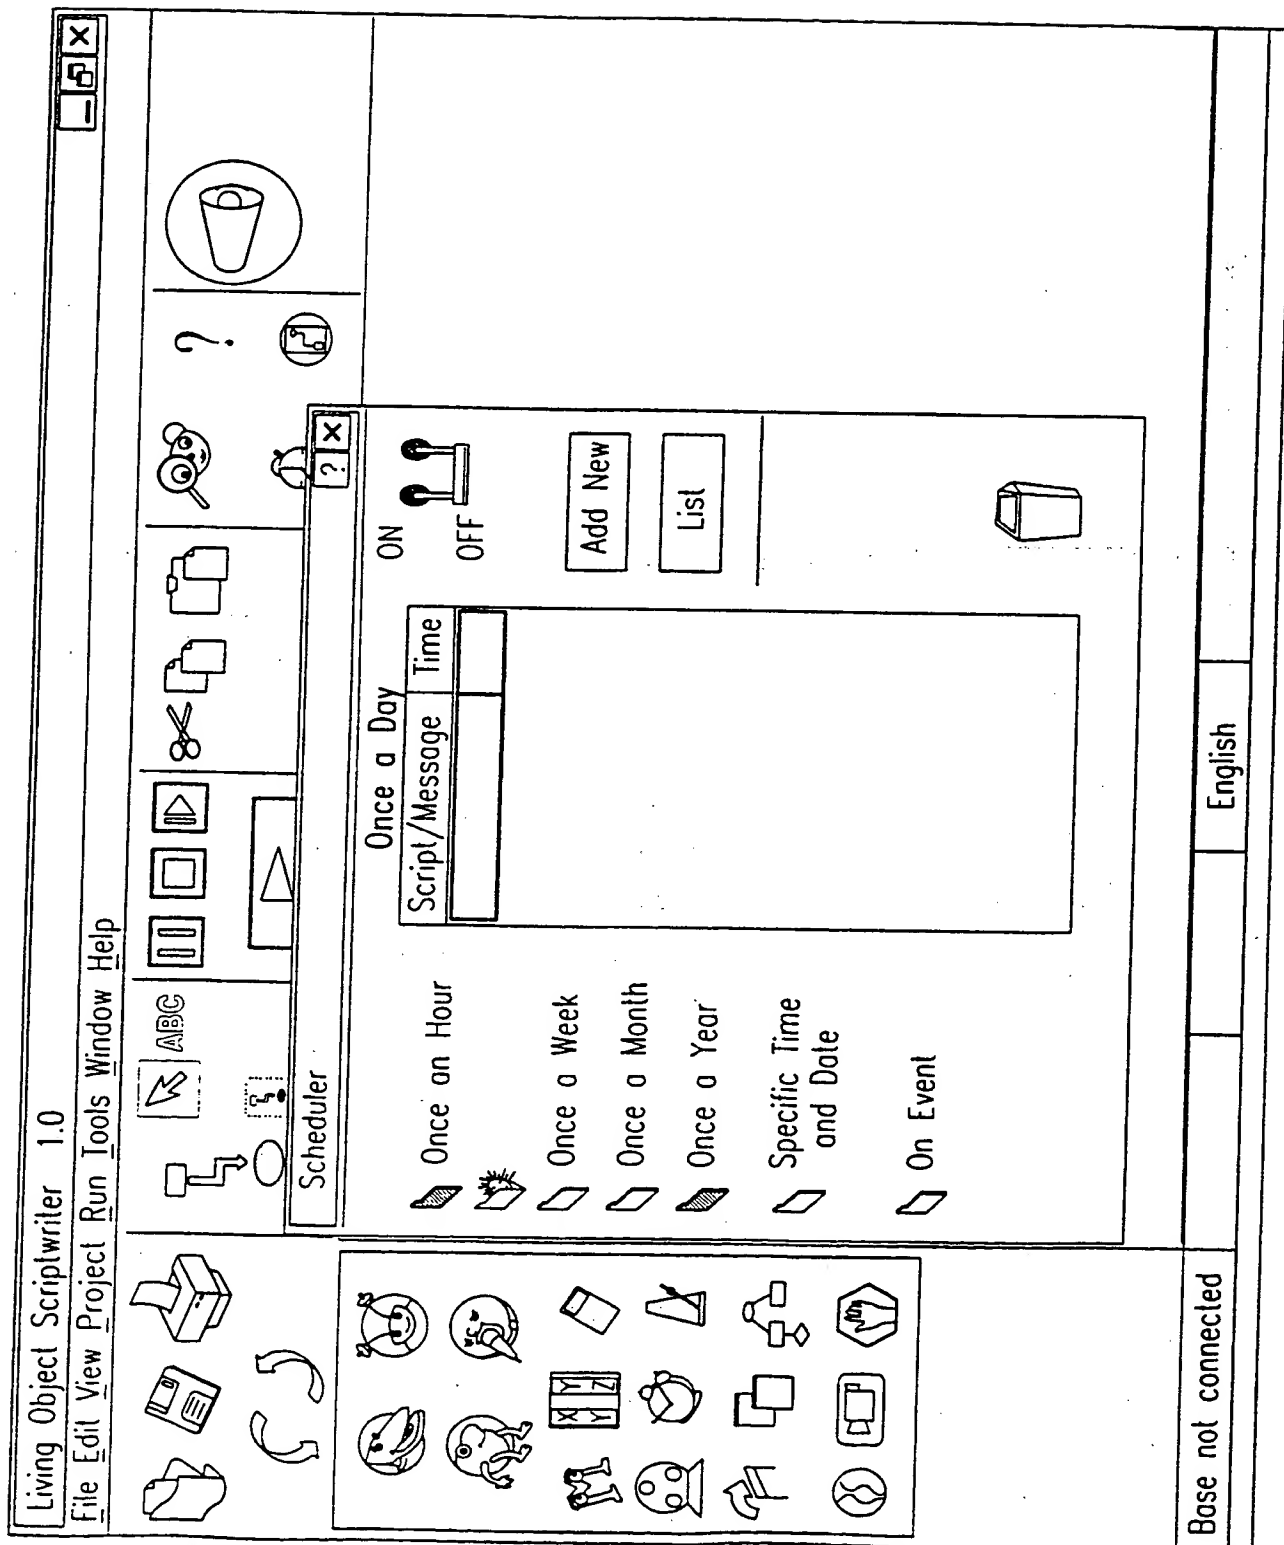 Living Object Scriptwriter 1.0
File Edit View Project Run Tools Window Help
ABC
?
Scheduler
?
Once a Day
ON
OFF
Script/Message Time
Add New
List
Once an Hour
Once a Week
Once a Month
Once a Year
Specific Time
and Date
On Event
X Y
Y Z
Base not connected
English